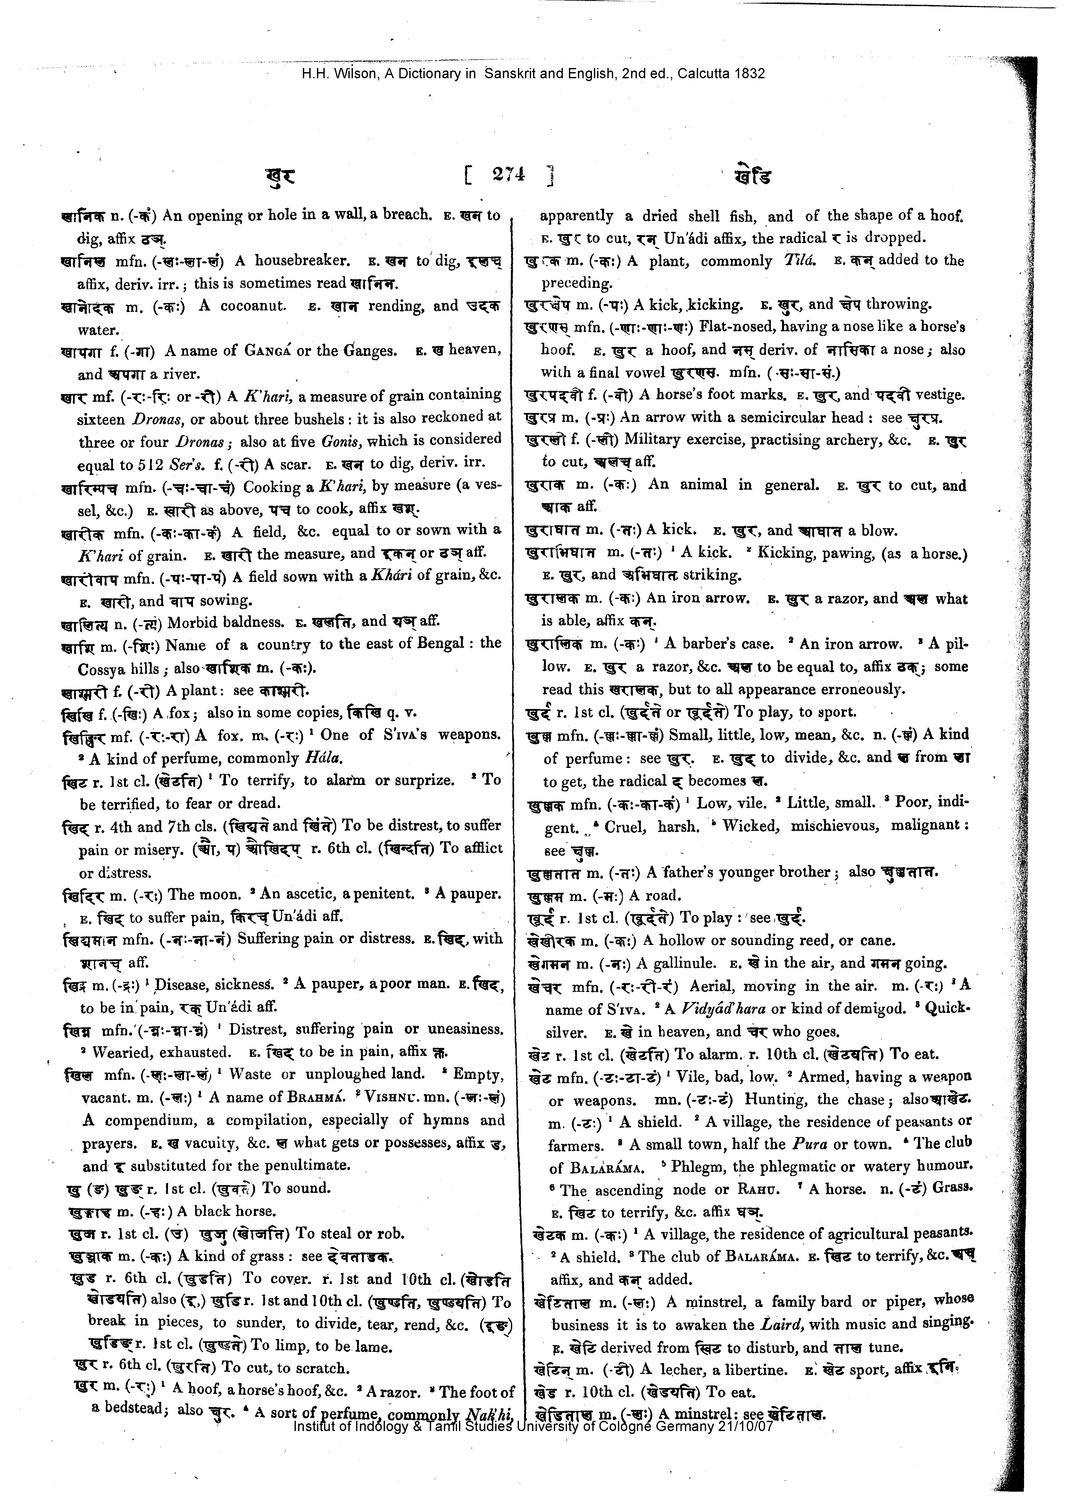 H.H. Wilson, A Dictionary in Sanskrit and English, 2nd ed., Calcutta 1832
खुर [ 274 ] खेडि
खानिक n. (-कं) An opening or hole in a wall, a breach. E. खन to
dig, affix ठञ्.
खानिल mfn. (-लः-ला-लं) A housebreaker. E. खन to dig, इलच्
affix, deriv. irr.; this is sometimes read खानिन.
खानोदक m. (-कः) A cocoanut. E. खान rending, and उदक
water.
खापगा f. (-गा) A name of GANGÁ or the Ganges. E. ख heaven,
and अपगा a river.
खार mf. (-रः-रिः or -री) A K'hari, a measure of grain containing
sixteen Dronas, or about three bushels: it is also reckoned at
three or four Dronas; also at five Gonis, which is considered
equal to 512 Ser's. f. (-री) A scar. E. खन to dig, deriv. irr.
खारिम्पच mfn. (-चः-चा-चं) Cooking a K'hari, by measure (a ves-
sel, &c.) E. खारी as above, पच to cook, affix खश्.
खारीक mfn. (-कः-का-कं) A field, &c. equal to or sown with a
K'hari of grain. E. खारी the measure, and इकन् or ठञ् aff.
खारीवाप mfn. (-पः-पा-पं) A field sown with a Khári of grain, &c.
E. खारी, and वाप sowing.
खालित्य n. (-त्यं) Morbid baldness. E. खलति, and यञ् aff.
खाशि m. (-शिः) Name of a country to the east of Bengal: the
Cossya hills; also खाशिक m. (-कः).
खाश्मरी f. (-री) A plant: see काश्मरी.
खिखि f. (-खिः) A fox; also in some copies, किखि q. v.
खिङ्खिर mf. (-रः-रा) A fox. m. (-रः) ¹ One of S'IVA's weapons.
² A kind of perfume, commonly Hála.
खिट r. 1st cl. (खेटति) ¹ To terrify, to alarm or surprize. ² To
be terrified, to fear or dread.
खिद् r. 4th and 7th cls. (खिद्यते and खिंते) To be distrest, to suffer
pain or misery. (औ, प) औखिदप् r. 6th cl. (खिन्दति) To afflict
or distress.
खिदिर m. (-रः) The moon. ² An ascetic, a penitent. ³ A pauper.
E. खिद् to suffer pain, किरच् Un'ádi aff.
खिद्यमान mfn. (-नः-ना-नं) Suffering pain or distress. E. खिद्, with
शानच् aff.
खिद्र m. (-द्रः) ¹ Disease, sickness. ² A pauper, a poor man. E. खिद्,
to be in pain, रक् Un'ádi aff.
खिन्न mfn. (-न्नः-न्ना-न्नं) ¹ Distrest, suffering pain or uneasiness.
² Wearied, exhausted. E. खिद् to be in pain, affix क्त.
खिल mfn. (-लः-ला-लं) ¹ Waste or unploughed land. ² Empty,
vacant. m. (-लः) ¹ A name of BRAHMÁ. ² VISHNU. mn. (-लः-लं)
A compendium, a compilation, especially of hymns and
prayers. E. ख vacuity, &c. ल what gets or possesses, affix ड,
and इ substituted for the penultimate.
खु (ङ) खुङ् r. 1st cl. (खवते) To sound.
खुङ्गाह m. (-हः) A black horse.
खुज r. 1st cl. (उ) खुजु (खोजति) To steal or rob.
खुज्जाक m. (-कः) A kind of grass: see देवताडक.
खुड r. 6th cl. (खुडति) To cover. r. 1st and 10th cl. (खोडति
खोडयति) also (इ,) खुडि r. 1st and 10th cl. (खुण्डति, खुण्डयति) To
break in pieces, to sunder, to divide, tear, rend, &c. (इङ)
खुडिङ् r. 1st cl. (खुण्डते) To limp, to be lame.
खुर r. 6th cl. (खुरति) To cut, to scratch.
खुर m. (-रः) ¹ A hoof, a horse's hoof, &c. ² A razor. ³ The foot of
a bedstead; also क्षुर. ⁴ A sort of perfume, commonly Nakhi,
apparently a dried shell fish, and of the shape of a hoof.
E. खुर to cut, रन् Un'ádi affix, the radical र is dropped.
खुरक m. (-कः) A plant, commonly Tilá. E. कन् added to the
preceding.
खुरक्षेप m. (-पः) A kick, kicking. E. खुर, and क्षेप throwing.
खुरणस् mfn. (-णाः-णाः-णः) Flat-nosed, having a nose like a horse's
hoof. E. खुर a hoof, and नस् deriv. of नासिका a nose; also
with a final vowel खुरणस. mfn. (-सः-सा-सं.)
खुरपदवी f. (-वी) A horse's foot marks. E. खुर, and पदवी vestige.
खुरप्र m. (-प्रः) An arrow with a semicircular head: see क्षुरप्र.
खुरली f. (-ली) Military exercise, practising archery, &c. E. खुर
to cut, अलच् aff.
खुराक m. (-कः) An animal in general. E. खुर to cut, and
आक aff.
खुराघात m. (-तः) A kick. E. खुर, and आघात a blow.
खुराभिघात m. (-तः) ¹ A kick. ² Kicking, pawing, (as a horse.)
E. खुर, and अभिघात striking.
खुरालक m. (-कः) An iron arrow. E. खुर a razor, and अल what
is able, affix कन्.
खुरालिक m. (-कः) ¹ A barber's case. ² An iron arrow. ³ A pil-
low. E. खुर a razor, &c. अल to be equal to, affix ठक्; some
read this खरालक, but to all appearance erroneously.
खुर्द r. 1st cl. (खुर्दते or खूर्दते) To play, to sport.
खुल्ल mfn. (-ल्लः-ल्ला-ल्लं) Small, little, low, mean, &c. n. (-ल्लं) A kind
of perfume: see खुर. E. खुद् to divide, &c. and ल from ला
to get, the radical द् becomes ल.
खुल्लक mfn. (-कः-का-कं) ¹ Low, vile. ² Little, small. ³ Poor, indi-
gent. ⁴ Cruel, harsh. ⁵ Wicked, mischievous, malignant:
see क्षुल्ल.
खुल्लतात m. (-तः) A father's younger brother; also क्षुल्लतात.
खुल्लम m. (-मः) A road.
खूर्द r. 1st cl. (खूर्दते) To play: see खुर्द.
खेखीरक m. (-कः) A hollow or sounding reed, or cane.
खेगमन m. (-नः) A gallinule. E. खे in the air, and गमन going.
खेचर mfn. (-रः-री-रं) Aerial, moving in the air. m. (-रः) ¹ A
name of S'IVA. ² A Vidyád'hara or kind of demigod. ³ Quick-
silver. E. खे in heaven, and चर who goes.
खेट r. 1st cl. (खेटति) To alarm. r. 10th cl. (खेटयति) To eat.
खेट mfn. (-टः-टा-टं) ¹ Vile, bad, low. ² Armed, having a weapon
or weapons. mn. (-टः-टं) Hunting, the chase; also आखेट.
m. (-टः) ¹ A shield. ² A village, the residence of peasants or
farmers. ³ A small town, half the Pura or town. ⁴ The club
of BALARÁMA. ⁵ Phlegm, the phlegmatic or watery humour.
⁶ The ascending node or RAHU. ⁷ A horse. n. (-टं) Grass.
E. खिट to terrify, &c. affix घञ्.
खेटक m. (-कः) ¹ A village, the residence of agricultural peasants.
² A shield. ³ The club of BALARÁMA. E. खिट to terrify, &c. अच्
affix, and कन् added.
खेटिताल m. (-लः) A minstrel, a family bard or piper, whose
business it is to awaken the Laird, with music and singing.
E. खेटि derived from खिट to disturb, and ताल tune.
खेटिन् m. (-टी) A lecher, a libertine. E. खेट sport, affix इनि.
खेड r. 10th cl. (खेडयति) To eat.
खेडिताल m. (-लः) A minstrel: see खेटिताल.
Institut of Indology & Tamil Studies University of Cologne Germany 21/10/07